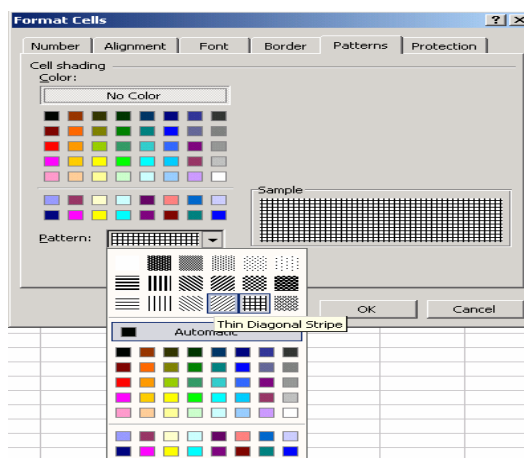 Format Cells
Number Alignment Font Border Patterns Protection
Cell shading
Color:
No Color
Sample
Pattern:
OK Cancel
Thin Diagonal Stripe
Automatic